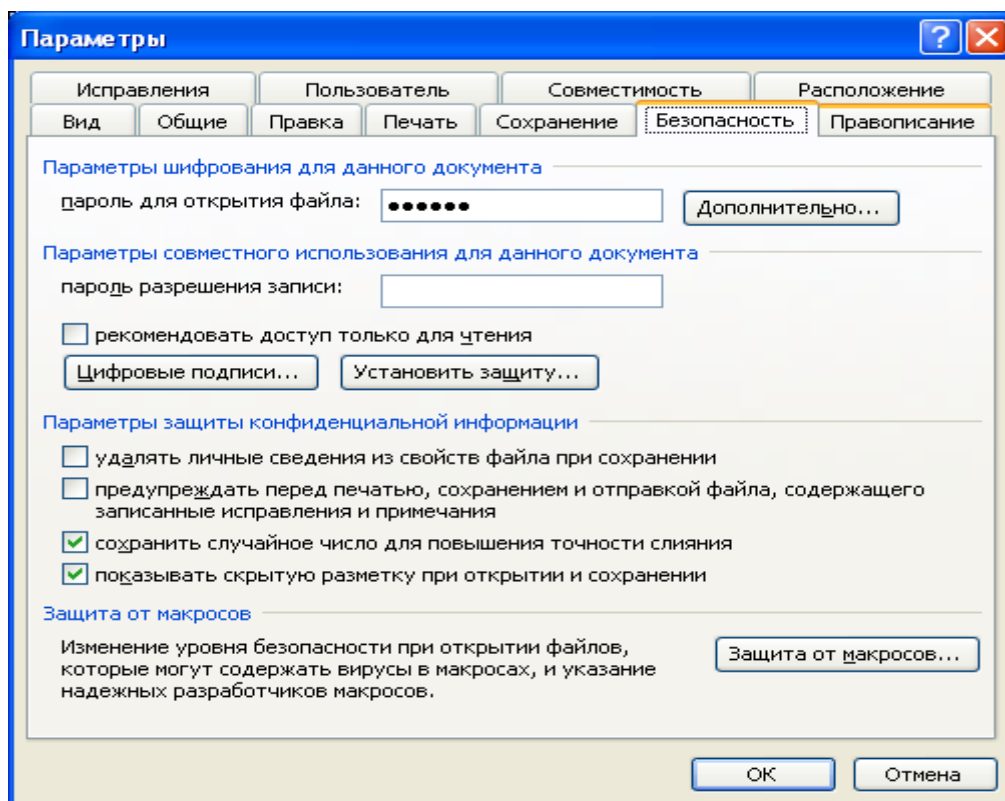 Параметры
Исправления Пользователь Совместимость Расположение
Вид Общие Правка Печать Сохранение Безопасность Правописание
Параметры шифрования для данного документа
пароль для открытия файла: ●●●●●● Дополнительно...
Параметры совместного использования для данного документа
пароль разрешения записи:
рекомендовать доступ только для чтения
Цифровые подписи... Установить защиту...
Параметры защиты конфиденциальной информации
удалять личные сведения из свойств файла при сохранении
предупреждать перед печатью, сохранением и отправкой файла, содержащего
записанные исправления и примечания
сохранить случайное число для повышения точности слияния
показывать скрытую разметку при открытии и сохранении
Защита от макросов
Изменение уровня безопасности при открытии файлов,
которые могут содержать вирусы в макросах, и указание
надежных разработчиков макросов.
Защита от макросов...
ОК Отмена